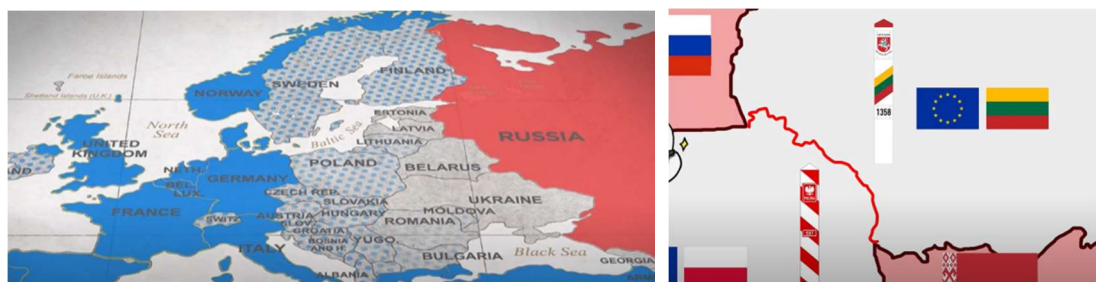 Faroe Islands
Shetland Islands (U.K.)
SWEDEN
FINLAND
NORWAY
North
Sea
Baltic Sea
ESTONIA
LATVIA
LITHUANIA
RUSSIA
UNITED
KINGDOM
NETH.
BEL.
LUX.
GERMANY
POLAND
BELARUS
CZECH REP.
SLOVAKIA
UKRAINE
FRANCE
SWITZ
AUSTRIA
HUNGARY
MOLDOVA
SLOV.
CROATIA
ROMANIA
BOSNIA
AND H.
YUGO.
ITALY
BULGARIA
Black Sea
ALBANIA
GEORGIA
1358